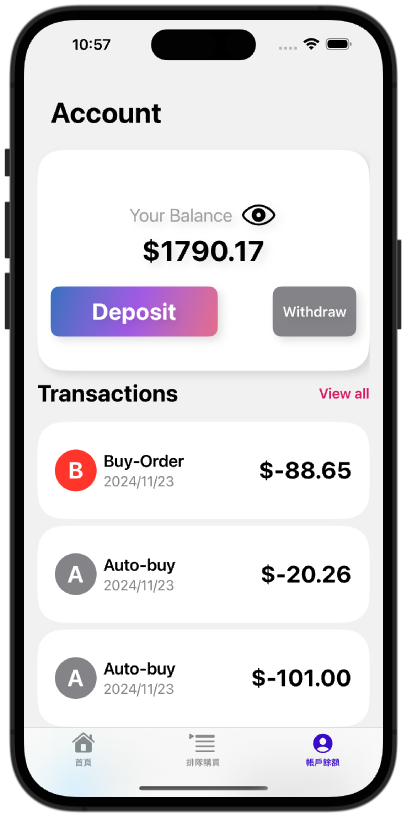 10:57
Account
Your Balance
$1790.17
Deposit
Withdraw
Transactions
View all
B
Buy-Order
2024/11/23
$-88.65
A
Auto-buy
2024/11/23
$-20.26
A
Auto-buy
2024/11/23
$-101.00
首頁
排隊購買
帳戶餘額